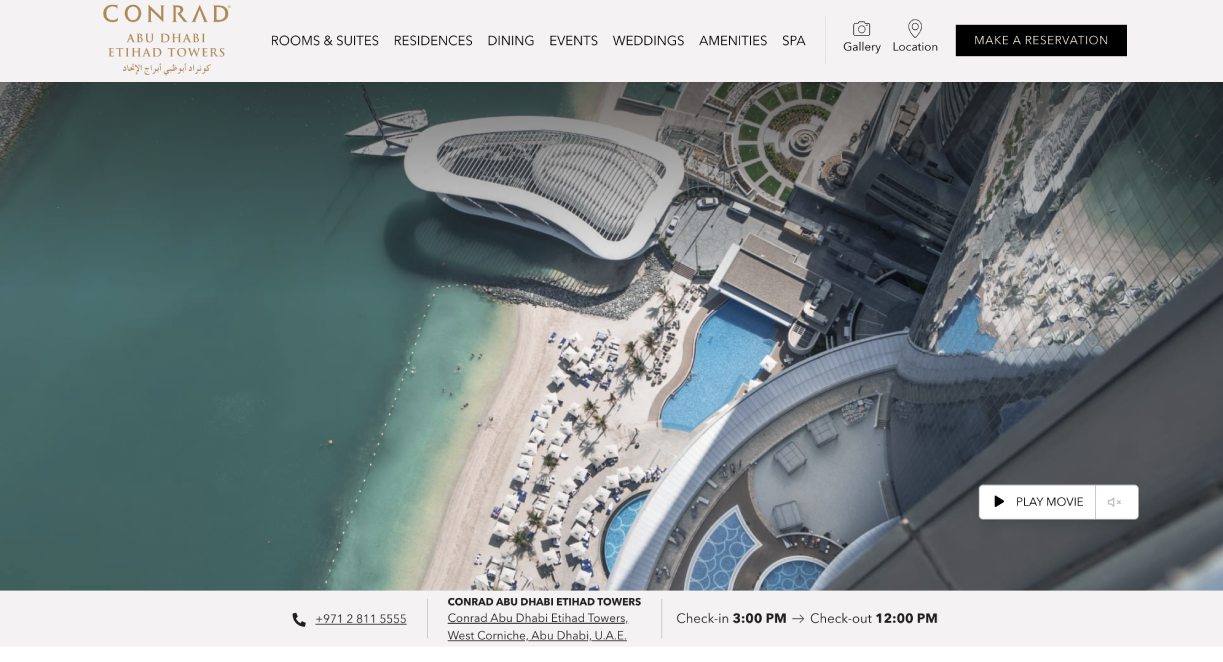 CONRAD
ABU DHABI
ETIHAD TOWERS
كونراد أبوظبي أبراج الإتحاد
ROOMS & SUITES RESIDENCES DINING EVENTS WEDDINGS AMENITIES SPA
Gallery Location
MAKE A RESERVATION
PLAY MOVIE
+971 2 811 5555
CONRAD ABU DHABI ETIHAD TOWERS
Conrad Abu Dhabi Etihad Towers,
West Corniche, Abu Dhabi, U.A.E.
Check-in 3:00 PM → Check-out 12:00 PM